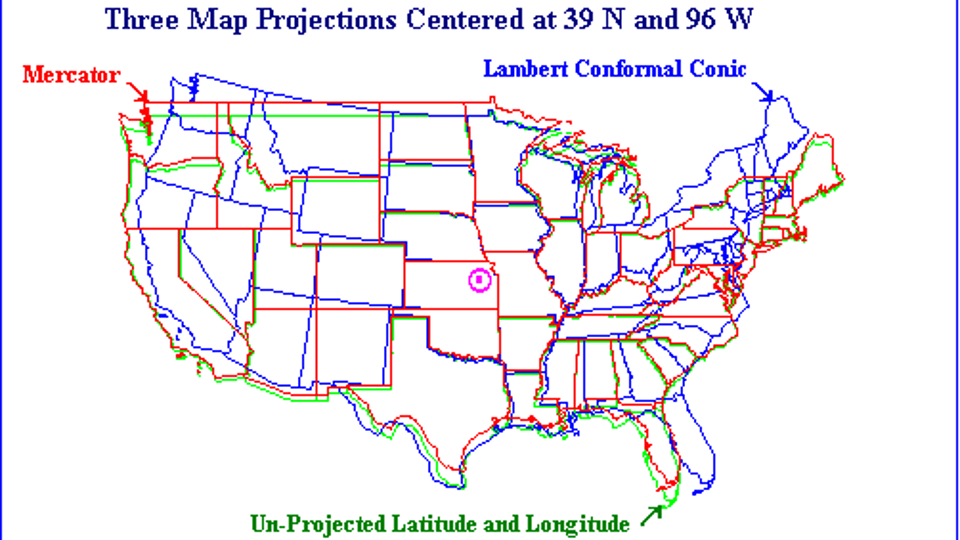 Three Map Projections Centered at 39 N and 96 W
Mercator
Lambert Conformal Conic
Un-Projected Latitude and Longitude